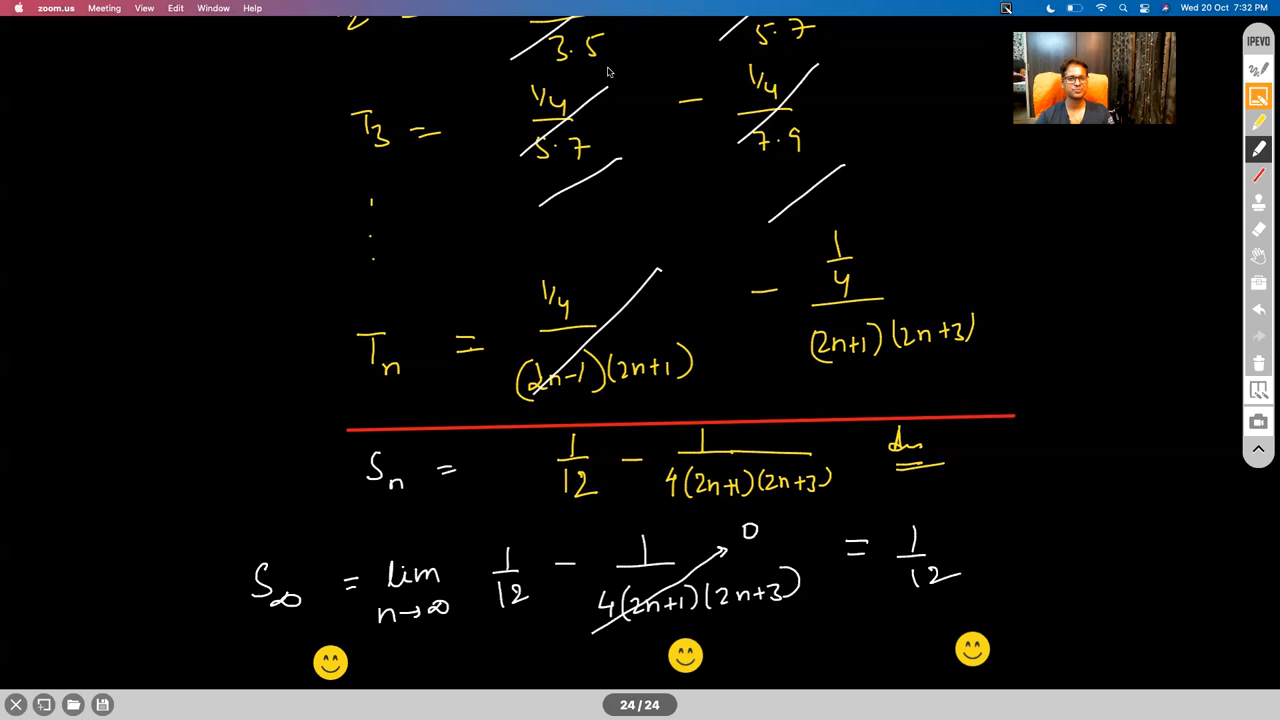 zoom.us Meeting View Edit Window Help Wed 20 Oct 7:32 PM
IPEVO
3·5 5·7
T₃ = 1/4 / 5·7 − 1/4 / 7·9
⋮
Tₙ = 1/4 / (2n−1)(2n+1) − 1/4 / (2n+1)(2n+3)
Sₙ = 1/12 − 1/4(2n+1)(2n+3) Ans
S∞ = lim n→∞ 1/12 − 1/4(2n+1)(2n+3) → 0 = 1/12
24/24